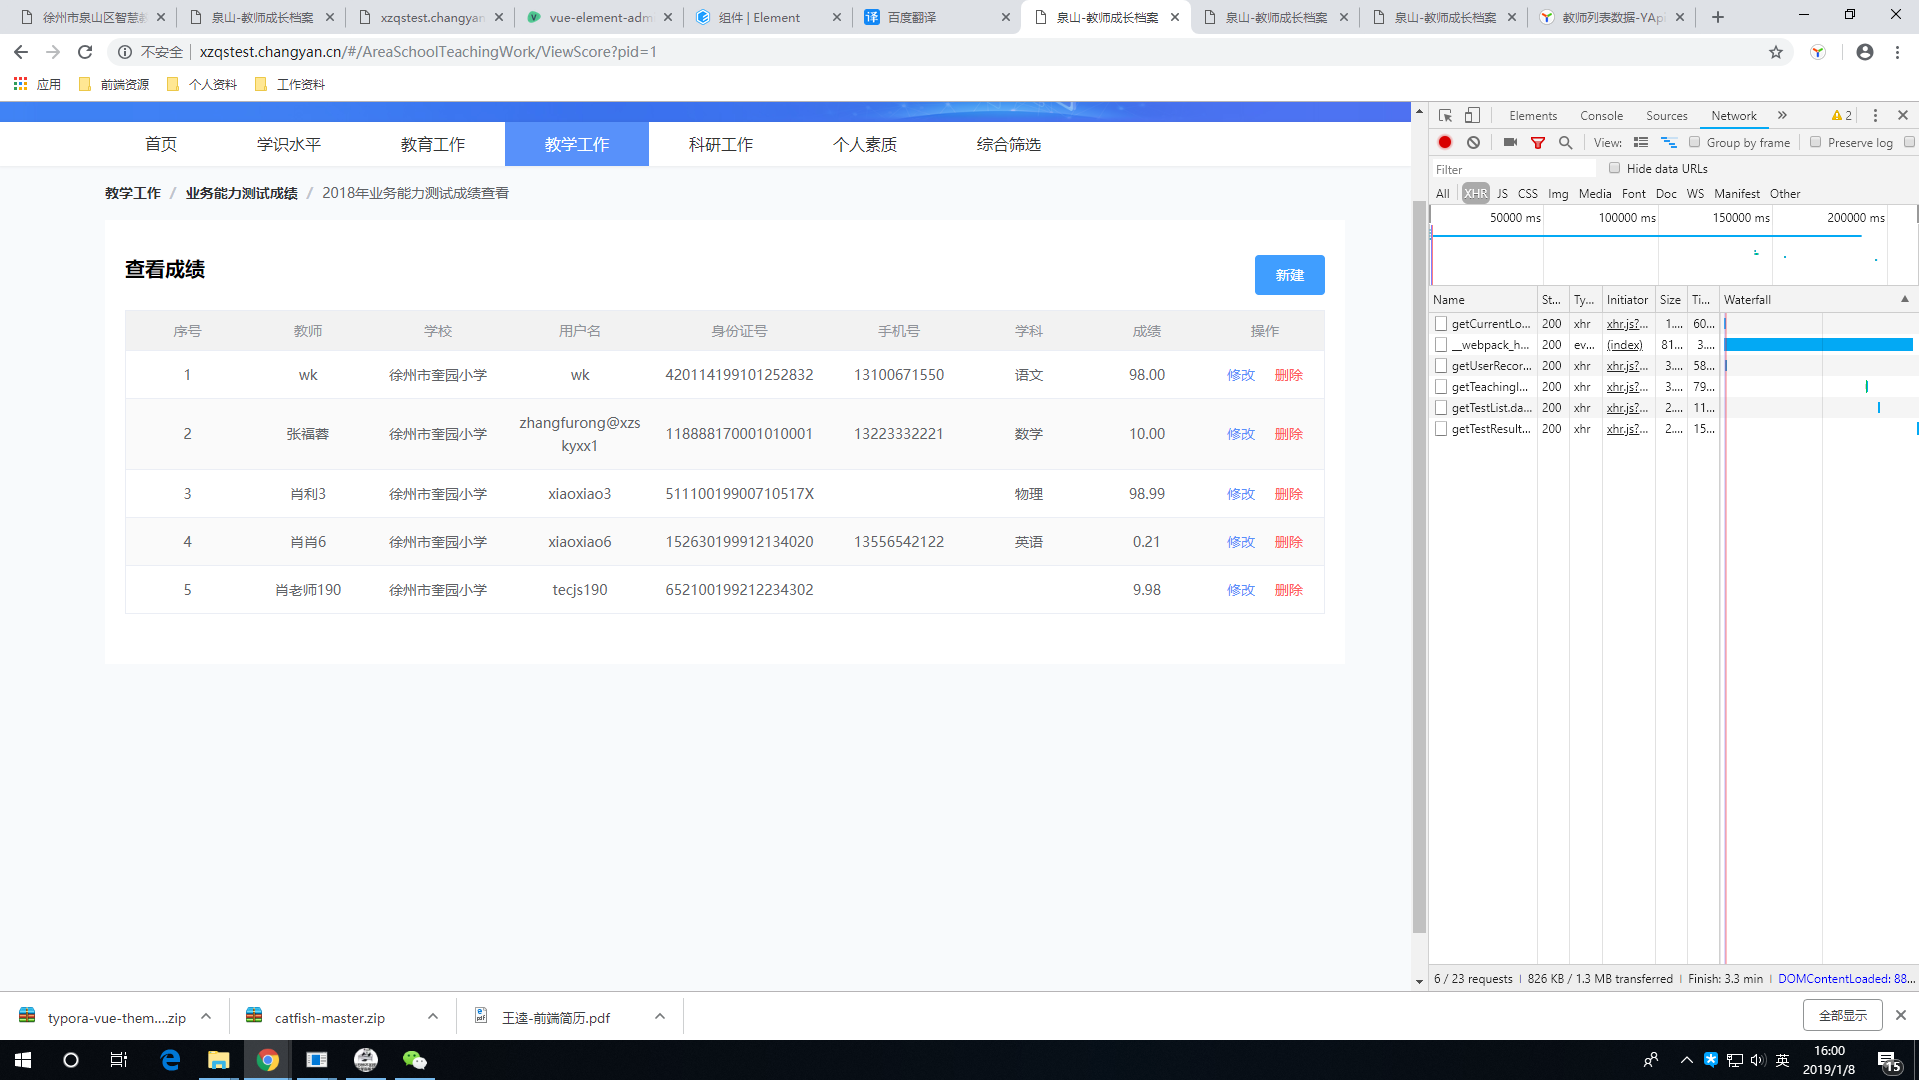 徐州市泉山区智慧
泉山-教师成长档案
xzqstest.changyan
vue-element-adm
组件 | Element
百度翻译
泉山-教师成长档案
泉山-教师成长档案
泉山-教师成长档案
教师列表数据-YApi
不安全
xzqstest.changyan.cn/#/AreaSchoolTeachingWork/ViewScore?pid=1
应用 前端资源 个人资料 工作资料
首页 学识水平 教育工作 教学工作 科研工作 个人素质 综合筛选
教学工作 / 业务能力测试成绩 / 2018年业务能力测试成绩查看
查看成绩
新建
序号 教师 学校 用户名 身份证号 手机号 学科 成绩 操作
1 wk 徐州市奎园小学 wk 420114199101252832 13100671550 语文 98.00 修改 删除
2 张福蓉 徐州市奎园小学 zhangfurong@xzs
kyxx1 118888170001010001 13223332221 数学 10.00 修改 删除
3 肖利3 徐州市奎园小学 xiaoxiao3 51110019900710517X 物理 98.99 修改 删除
4 肖肖6 徐州市奎园小学 xiaoxiao6 152630199912134020 13556542122 英语 0.21 修改 删除
5 肖老师190 徐州市奎园小学 tecjs190 652100199212234302 9.98 修改 删除
Elements Console Sources Network » 2
View: Group by frame Preserve log
Filter Hide data URLs
All XHR JS CSS Img Media Font Doc WS Manifest Other
50000 ms 100000 ms 150000 ms 200000 ms
Name St... Ty... Initiator Size Ti... Waterfall
getCurrentLo... 200 xhr xhr.js?... 1.... 60...
__webpack_h... 200 ev... (index) 81... 3....
getUserRecor... 200 xhr xhr.js?... 3.... 58...
getTeachingI... 200 xhr xhr.js?... 3.... 79...
getTestList.da... 200 xhr xhr.js?... 2.... 11...
getTestResult... 200 xhr xhr.js?... 2.... 15...
6 / 23 requests 826 KB / 1.3 MB transferred Finish: 3.3 min DOMContentLoaded: 88...
typora-vue-them....zip
catfish-master.zip
王逵-前端简历.pdf
全部显示
英
16:00
2019/1/8
15